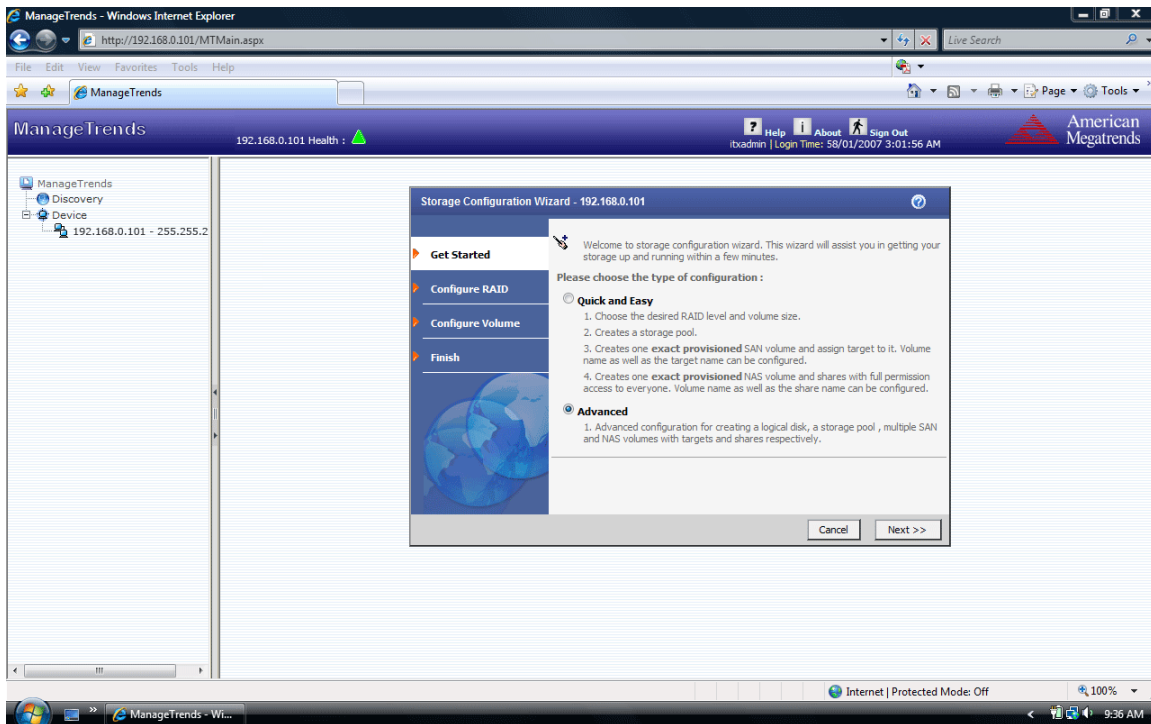 ManageTrends - Windows Internet Explorer
http://192.168.0.101/MTMain.aspx
Live Search
File Edit View Favorites Tools Help
ManageTrends
Page Tools
ManageTrends
192.168.0.101 Health :
? Help i About Sign Out
itxadmin | Login Time: 58/01/2007 3:01:56 AM
American
Megatrends
ManageTrends
Discovery
Device
192.168.0.101 - 255.255.2
Storage Configuration Wizard - 192.168.0.101
?
Get Started
Configure RAID
Configure Volume
Finish
Welcome to storage configuration wizard. This wizard will assist you in getting your
storage up and running within a few minutes.
Please choose the type of configuration :
Quick and Easy
1. Choose the desired RAID level and volume size.
2. Creates a storage pool.
3. Creates one exact provisioned SAN volume and assign target to it. Volume
name as well as the target name can be configured.
4. Creates one exact provisioned NAS volume and shares with full permission
access to everyone. Volume name as well as the share name can be configured.
Advanced
1. Advanced configuration for creating a logical disk, a storage pool , multiple SAN
and NAS volumes with targets and shares respectively.
Cancel
Next >>
Internet | Protected Mode: Off
100%
ManageTrends - Wi...
9:36 AM